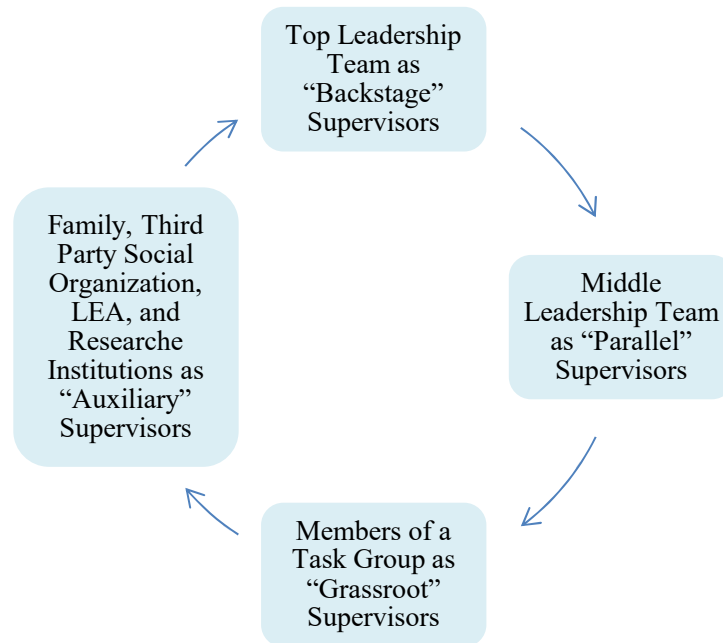 Top Leadership
Team as
“Backstage”
Supervisors
Family, Third
Party Social
Organization,
LEA, and
Researche
Institutions as
“Auxiliary”
Supervisors
Middle
Leadership Team
as “Parallel”
Supervisors
Members of a
Task Group as
“Grassroot”
Supervisors